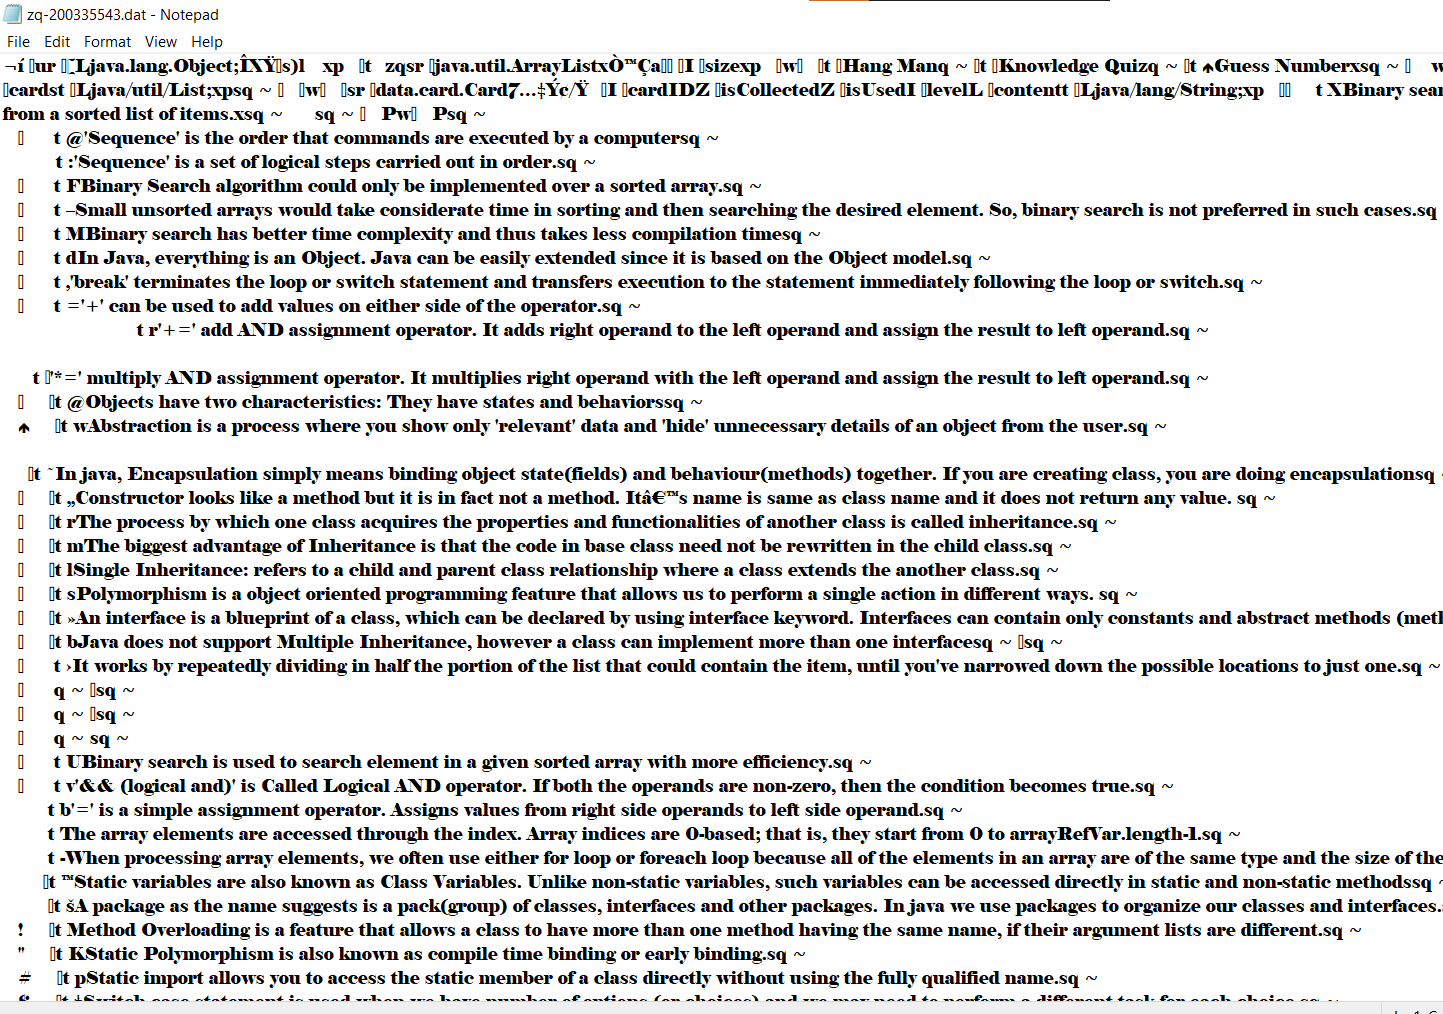 zq-200335543.dat - Notepad
File Edit Format View Help
¬í ur [Ljava.lang.Object;ÎXŸs)l xp t zqsr java.util.ArrayListxÒ™Ça I sizexp w t Hang Manq ~ t Knowledge Quizq ~ t Guess Numberxsq ~ w
cardst Ljava/util/List;xpsq ~ w sr data.card.Card7...‡Ýc/Ÿ I cardIDZ isCollectedZ isUsedI levelL contentt Ljava/lang/String;xp t XBinary sear
from a sorted list of items.xsq ~ sq ~ Pw Psq ~
t @'Sequence' is the order that commands are executed by a computersq ~
t :'Sequence' is a set of logical steps carried out in order.sq ~
t FBinary Search algorithm could only be implemented over a sorted array.sq ~
t –Small unsorted arrays would take considerate time in sorting and then searching the desired element. So, binary search is not preferred in such cases.sq
t MBinary search has better time complexity and thus takes less compilation timesq ~
t dIn Java, everything is an Object. Java can be easily extended since it is based on the Object model.sq ~
t ,'break' terminates the loop or switch statement and transfers execution to the statement immediately following the loop or switch.sq ~
t ='+' can be used to add values on either side of the operator.sq ~
t r'+=' add AND assignment operator. It adds right operand to the left operand and assign the result to left operand.sq ~
t '*=' multiply AND assignment operator. It multiplies right operand with the left operand and assign the result to left operand.sq ~
t @Objects have two characteristics: They have states and behaviorssq ~
t wAbstraction is a process where you show only 'relevant' data and 'hide' unnecessary details of an object from the user.sq ~
t ˜In java, Encapsulation simply means binding object state(fields) and behaviour(methods) together. If you are creating class, you are doing encapsulationsq ~
t „Constructor looks like a method but it is in fact not a method. Itâ€™s name is same as class name and it does not return any value. sq ~
t rThe process by which one class acquires the properties and functionalities of another class is called inheritance.sq ~
t mThe biggest advantage of Inheritance is that the code in base class need not be rewritten in the child class.sq ~
t lSingle Inheritance: refers to a child and parent class relationship where a class extends the another class.sq ~
t sPolymorphism is a object oriented programming feature that allows us to perform a single action in different ways. sq ~
t »An interface is a blueprint of a class, which can be declared by using interface keyword. Interfaces can contain only constants and abstract methods (met
t bJava does not support Multiple Inheritance, however a class can implement more than one interfacesq ~ sq ~
t ›It works by repeatedly dividing in half the portion of the list that could contain the item, until you've narrowed down the possible locations to just one.sq ~
q ~ sq ~
q ~ sq ~
q ~ sq ~
t UBinary search is used to search element in a given sorted array with more efficiency.sq ~
t v'&& (logical and)' is Called Logical AND operator. If both the operands are non-zero, then the condition becomes true.sq ~
t b'=' is a simple assignment operator. Assigns values from right side operands to left side operand.sq ~
t The array elements are accessed through the index. Array indices are 0-based; that is, they start from 0 to arrayRefVar.length-1.sq ~
t -When processing array elements, we often use either for loop or foreach loop because all of the elements in an array are of the same type and the size of the
t ™Static variables are also known as Class Variables. Unlike non-static variables, such variables can be accessed directly in static and non-static methodssq ~
t šA package as the name suggests is a pack(group) of classes, interfaces and other packages. In java we use packages to organize our classes and interfaces.
! t Method Overloading is a feature that allows a class to have more than one method having the same name, if their argument lists are different.sq ~
" t KStatic Polymorphism is also known as compile time binding or early binding.sq ~
# t pStatic import allows you to access the static member of a class directly without using the fully qualified name.sq ~
t ‡Switch case statement is used when we have number of options (or choices) and we may need to perform a different task for each choice.sq ~